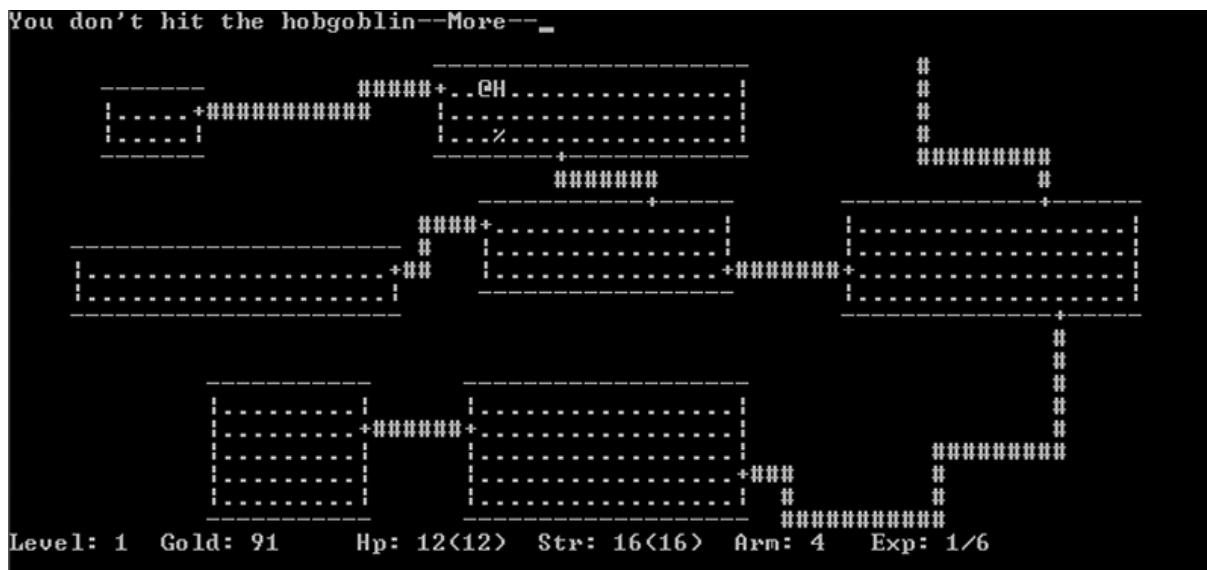 You don't hit the hobgoblin--More--
Level: 1 Gold: 91 Hp: 12(12) Str: 16(16) Arm: 4 Exp: 1/6